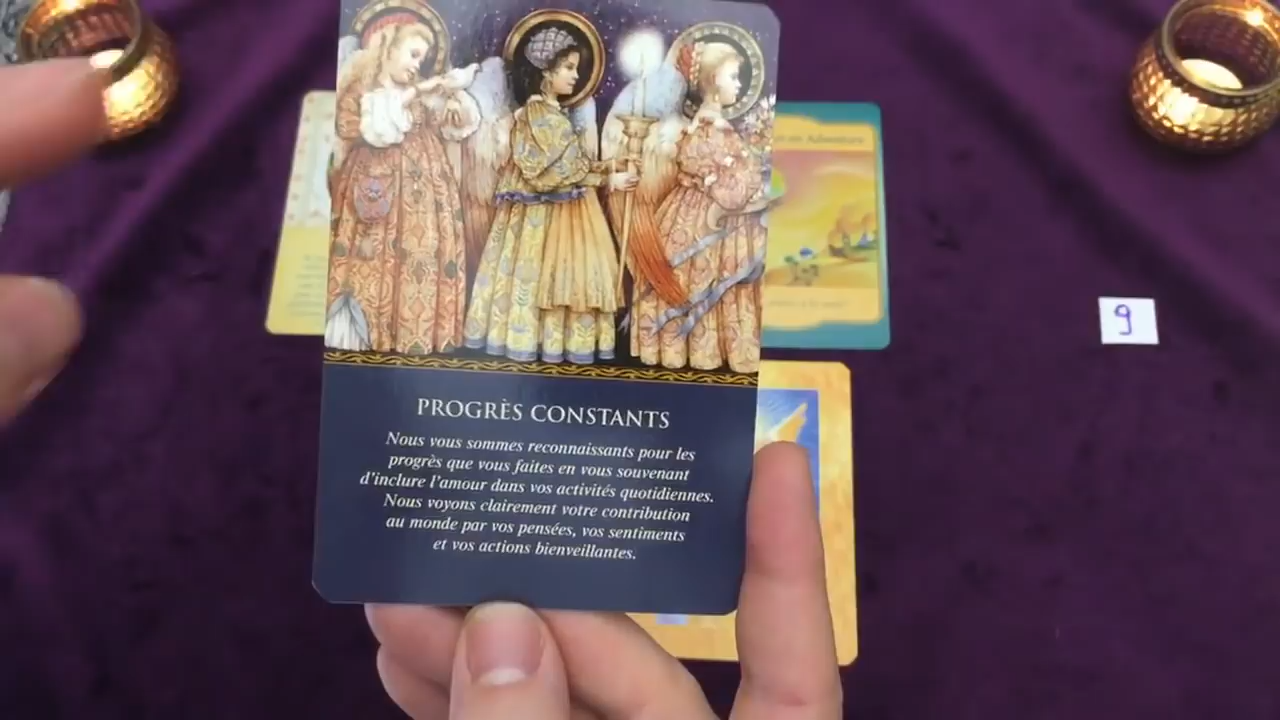 PROGRÈS CONSTANTS
Nous vous sommes reconnaissants pour les
progrès que vous faites en vous souvenant
d'inclure l'amour dans vos activités quotidiennes.
Nous voyons clairement votre contribution
au monde par vos pensées, vos sentiments
et vos actions bienveillantes.
Adventure
9